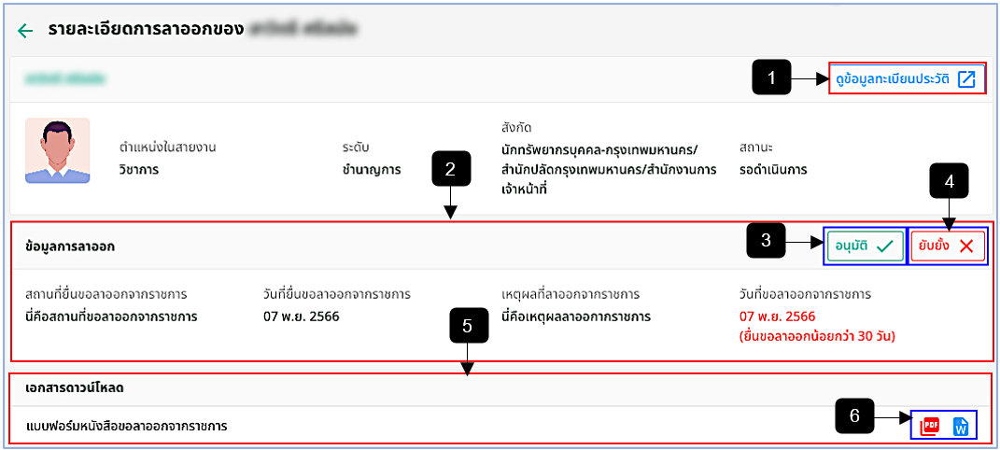 รายละเอียดการลาออกของ
1
ดูข้อมูลทะเบียนประวัติ
ตำแหน่งในสายงาน
วิชาการ
ระดับ
ชำนาญการ
สังกัด
นักทรัพยากรบุคคล-กรุงเทพมหานคร/
สำนักปลัดกรุงเทพมหานคร/สำนักงานการ
เจ้าหน้าที่
สถานะ
รอดำเนินการ
2
4
ข้อมูลการลาออก
3
อนุมัติ
ยับยั้ง
สถานที่ยื่นขอลาออกจากราชการ
นี่คือสถานที่ขอลาออกจากราชการ
วันที่ยื่นขอลาออกจากราชการ
07 พ.ย. 2566
เหตุผลที่ลาออกจากราชการ
นี่คือเหตุผลลาออกากราชการ
วันที่ขอลาออกจากราชการ
07 พ.ย. 2566
(ยื่นขอลาออกน้อยกว่า 30 วัน)
5
เอกสารดาวน์โหลด
แบบฟอร์มหนังสือขอลาออกจากราชการ
6
PDF
W